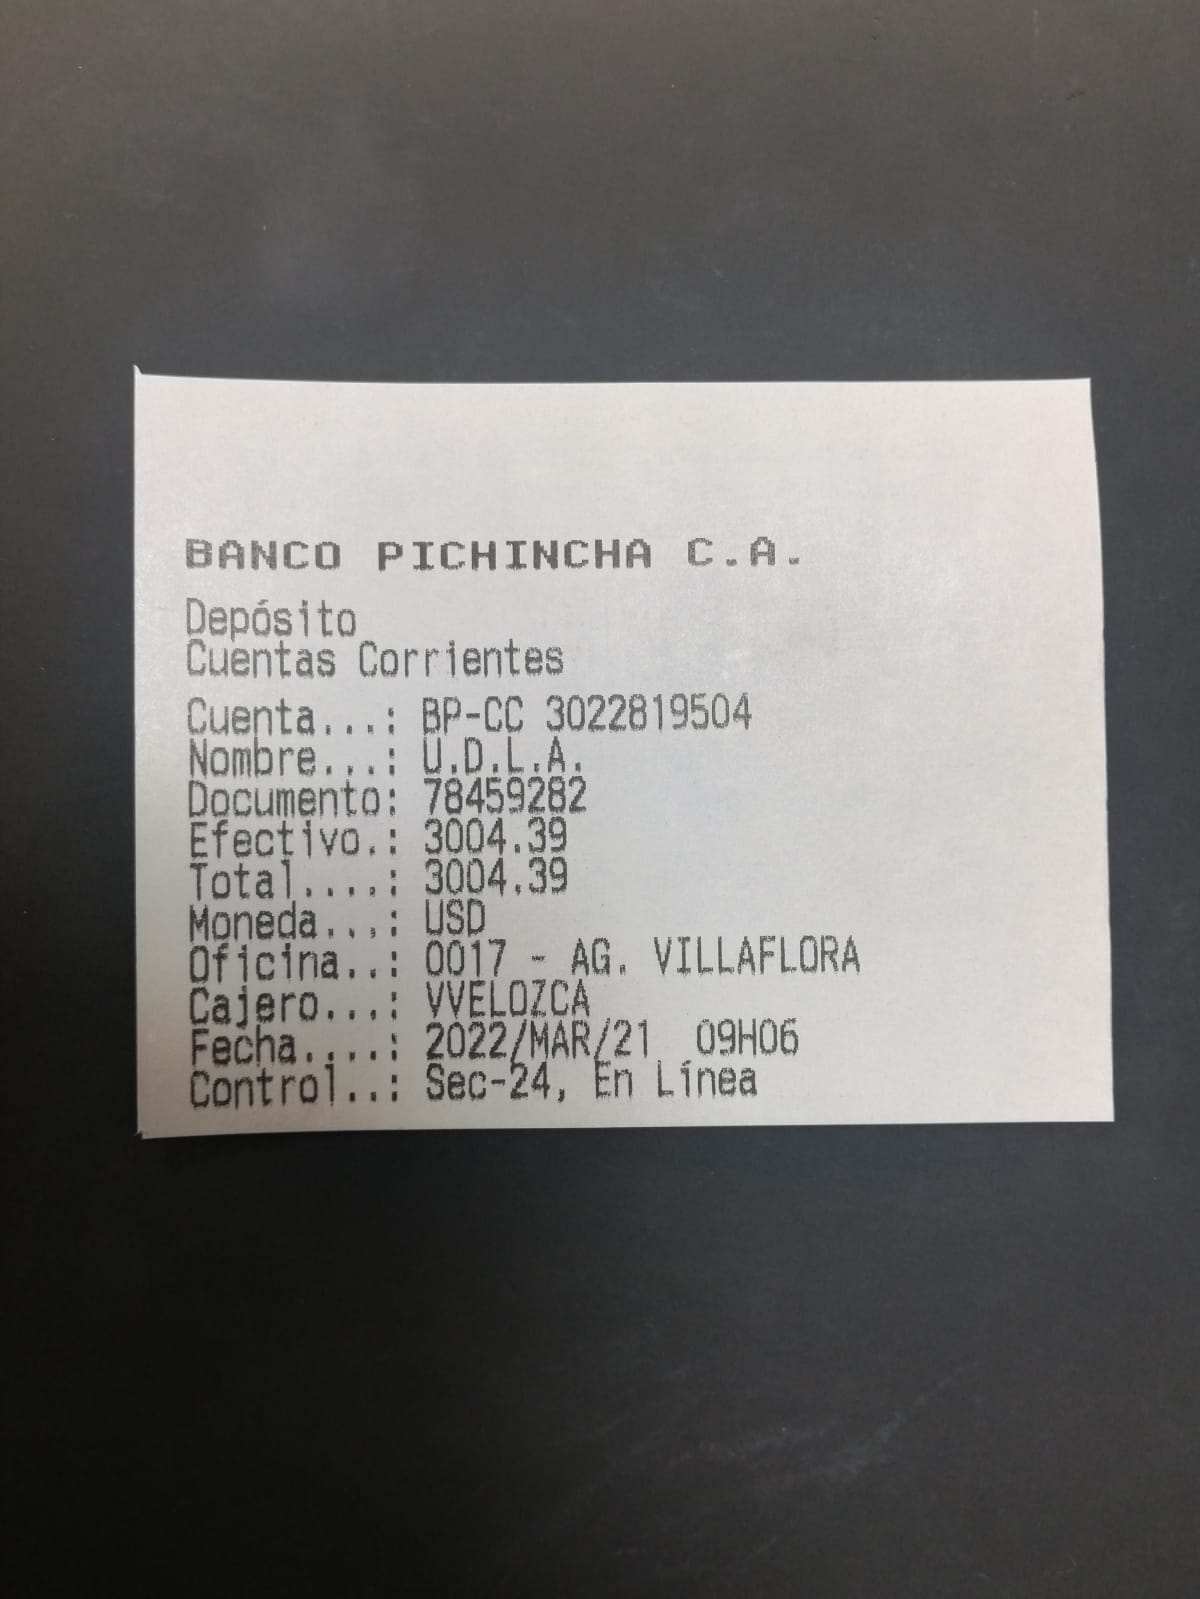 BANCO PICHINCHA C.A.
Depósito
Cuentas Corrientes
Cuenta...: BP-CC 3022819504
Nombre...: U.D.L.A.
Documento: 78459282
Efectivo.: 3004.39
Total....: 3004.39
Moneda...: USD
Oficina..: 0017 - AG. VILLAFLORA
Cajero...: VVELOZCA
Fecha....: 2022/MAR/21 09H06
Control..: Sec-24, En Línea